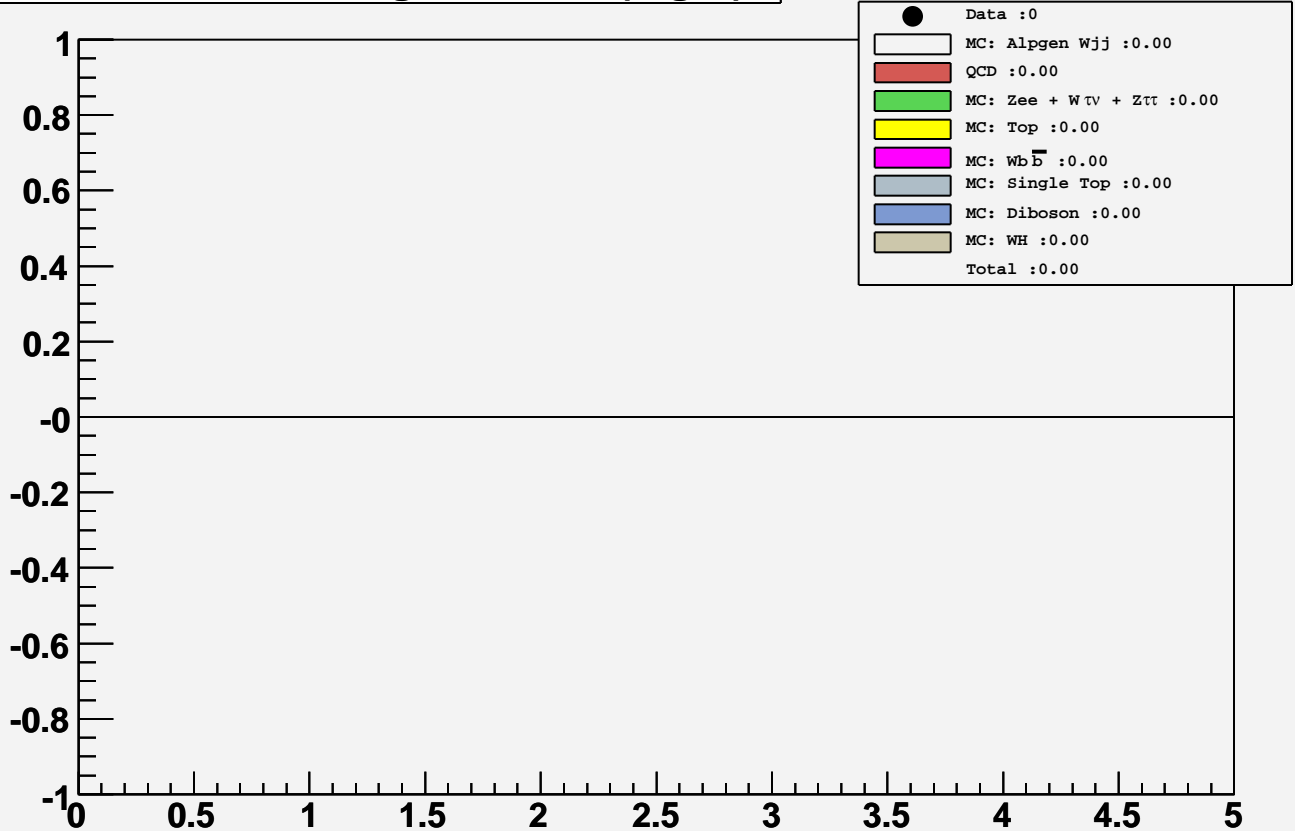 Data :0
MC: Alpgen Wjj :0.00
QCD :0.00
MC: Zee + Wτν + Zττ :0.00
MC: Top :0.00
MC: Wbb̅ :0.00
MC: Single Top :0.00
MC: Diboson :0.00
MC: WH :0.00
Total :0.00
1
0.8
0.6
0.4
0.2
-0
-0.2
-0.4
-0.6
-0.8
-1
0 0.5 1 1.5 2 2.5 3 3.5 4 4.5 5